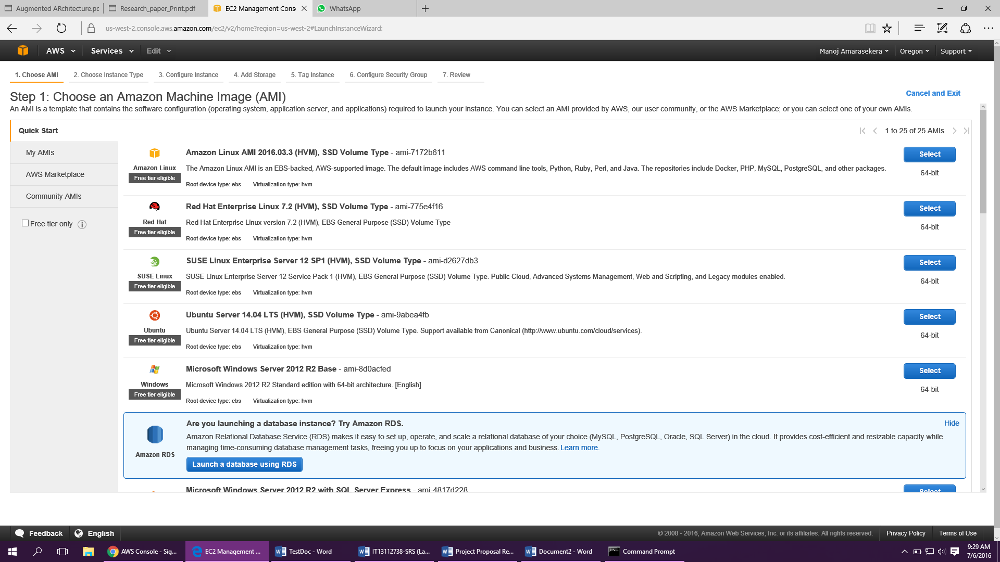 Augmented ARchitecture.pc
Research_paper_Print.pdf
EC2 Management Cons
WhatsApp
us-west-2.console.aws.amazon.com/ec2/v2/home?region=us-west-2#LaunchInstanceWizard:
AWS
Services
Edit
Manoj Amarasekera
Oregon
Support
1. Choose AMI
2. Choose Instance Type
3. Configure Instance
4. Add Storage
5. Tag Instance
6. Configure Security Group
7. Review
Step 1: Choose an Amazon Machine Image (AMI)
Cancel and Exit
An AMI is a template that contains the software configuration (operating system, application server, and applications) required to launch your instance. You can select an AMI provided by AWS, our user community, or the AWS Marketplace; or you can select one of your own AMIs.
Quick Start
My AMIs
AWS Marketplace
Community AMIs
Free tier only
1 to 25 of 25 AMIs
Amazon Linux
Free tier eligible
Amazon Linux AMI 2016.03.3 (HVM), SSD Volume Type - ami-7172b611
The Amazon Linux AMI is an EBS-backed, AWS-supported image. The default image includes AWS command line tools, Python, Ruby, Perl, and Java. The repositories include Docker, PHP, MySQL, PostgreSQL, and other packages.
Root device type: ebs
Virtualization type: hvm
Select
64-bit
Red Hat
Free tier eligible
Red Hat Enterprise Linux 7.2 (HVM), SSD Volume Type - ami-775e4f16
Red Hat Enterprise Linux version 7.2 (HVM), EBS General Purpose (SSD) Volume Type
Root device type: ebs
Virtualization type: hvm
Select
64-bit
SUSE Linux
Free tier eligible
SUSE Linux Enterprise Server 12 SP1 (HVM), SSD Volume Type - ami-d2627db3
SUSE Linux Enterprise Server 12 Service Pack 1 (HVM), EBS General Purpose (SSD) Volume Type. Public Cloud, Advanced Systems Management, Web and Scripting, and Legacy modules enabled.
Root device type: ebs
Virtualization type: hvm
Select
64-bit
Ubuntu
Free tier eligible
Ubuntu Server 14.04 LTS (HVM), SSD Volume Type - ami-9abea4fb
Ubuntu Server 14.04 LTS (HVM), EBS General Purpose (SSD) Volume Type. Support available from Canonical (http://www.ubuntu.com/cloud/services).
Root device type: ebs
Virtualization type: hvm
Select
64-bit
Windows
Free tier eligible
Microsoft Windows Server 2012 R2 Base - ami-8d0acfed
Microsoft Windows 2012 R2 Standard edition with 64-bit architecture. [English]
Root device type: ebs
Virtualization type: hvm
Select
64-bit
Amazon RDS
Are you launching a database instance? Try Amazon RDS.
Hide
Amazon Relational Database Service (RDS) makes it easy to set up, operate, and scale a relational database of your choice (MySQL, PostgreSQL, Oracle, SQL Server) in the cloud. It provides cost-efficient and resizable capacity while
managing time-consuming database management tasks, freeing you up to focus on your applications and business. Learn more.
Launch a database using RDS
Microsoft Windows Server 2012 R2 with SQL Server Express - ami-4817d228
Select
Feedback
English
© 2008 - 2016, Amazon Web Services, Inc. or its affiliates. All rights reserved.
Privacy Policy
Terms of Use
AWS Console - Sig...
EC2 Management ...
TestDoc - Word
IT13112738-SRS (La...
Project Proposal Re...
Document2 - Word
Command Prompt
9:29 AM
7/6/2016